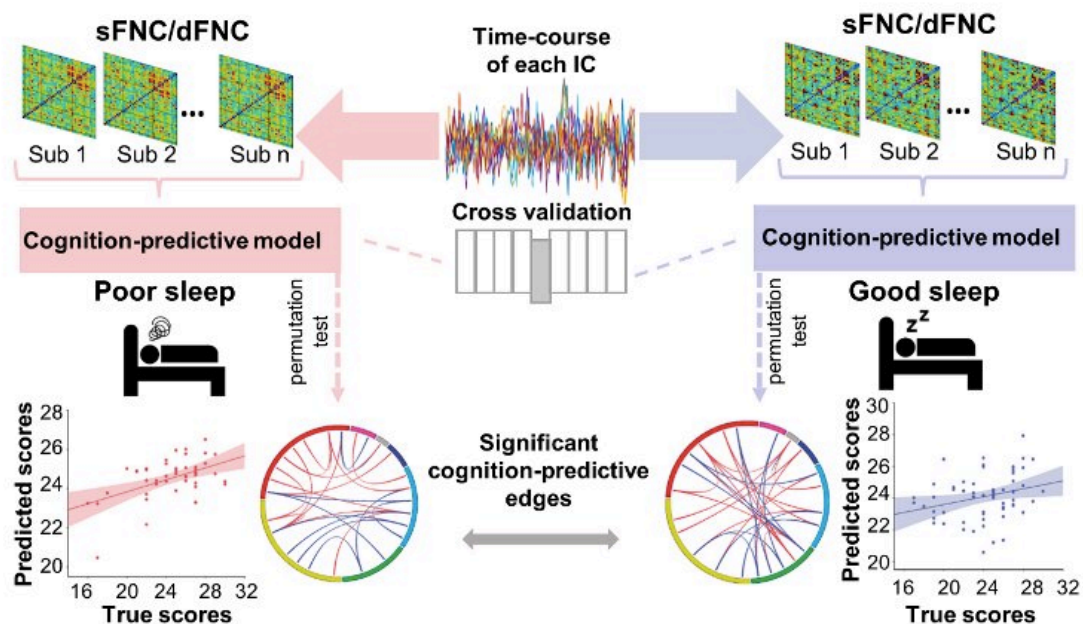 sFNC/dFNC
Sub 1
Sub 2
...
Sub n
Time-course
of each IC
sFNC/dFNC
Sub 1
Sub 2
...
Sub n
Cross validation
Cognition-predictive model
Cognition-predictive model
permutation
test
permutation
test
Poor sleep
Good sleep
z z
Predicted scores
28
26
24
22
20
16
20
24
28
32
True scores
Significant
cognition-predictive
edges
Predicted scores
30
28
26
24
22
20
16
20
24
28
32
True scores